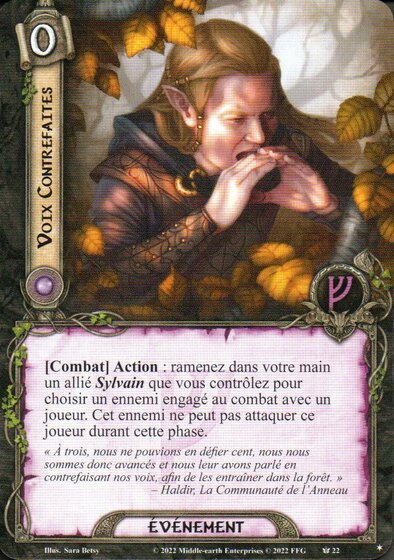 0
Voix Contrefaites
[Combat] Action : ramenez dans votre main
un allié Sylvain que vous contrôlez pour
choisir un ennemi engagé au combat avec un
joueur. Cet ennemi ne peut pas attaquer ce
joueur durant cette phase.
« À trois, nous ne pouvions en défier cent, nous nous
sommes donc avancés et nous leur avons parlé en
contrefaisant nos voix, afin de les entraîner dans la forêt. »
– Haldir, La Communauté de l'Anneau
ÉVÉNEMENT
Illus. Sara Betsy © 2022 Middle-earth Enterprises © 2022 FFG 22